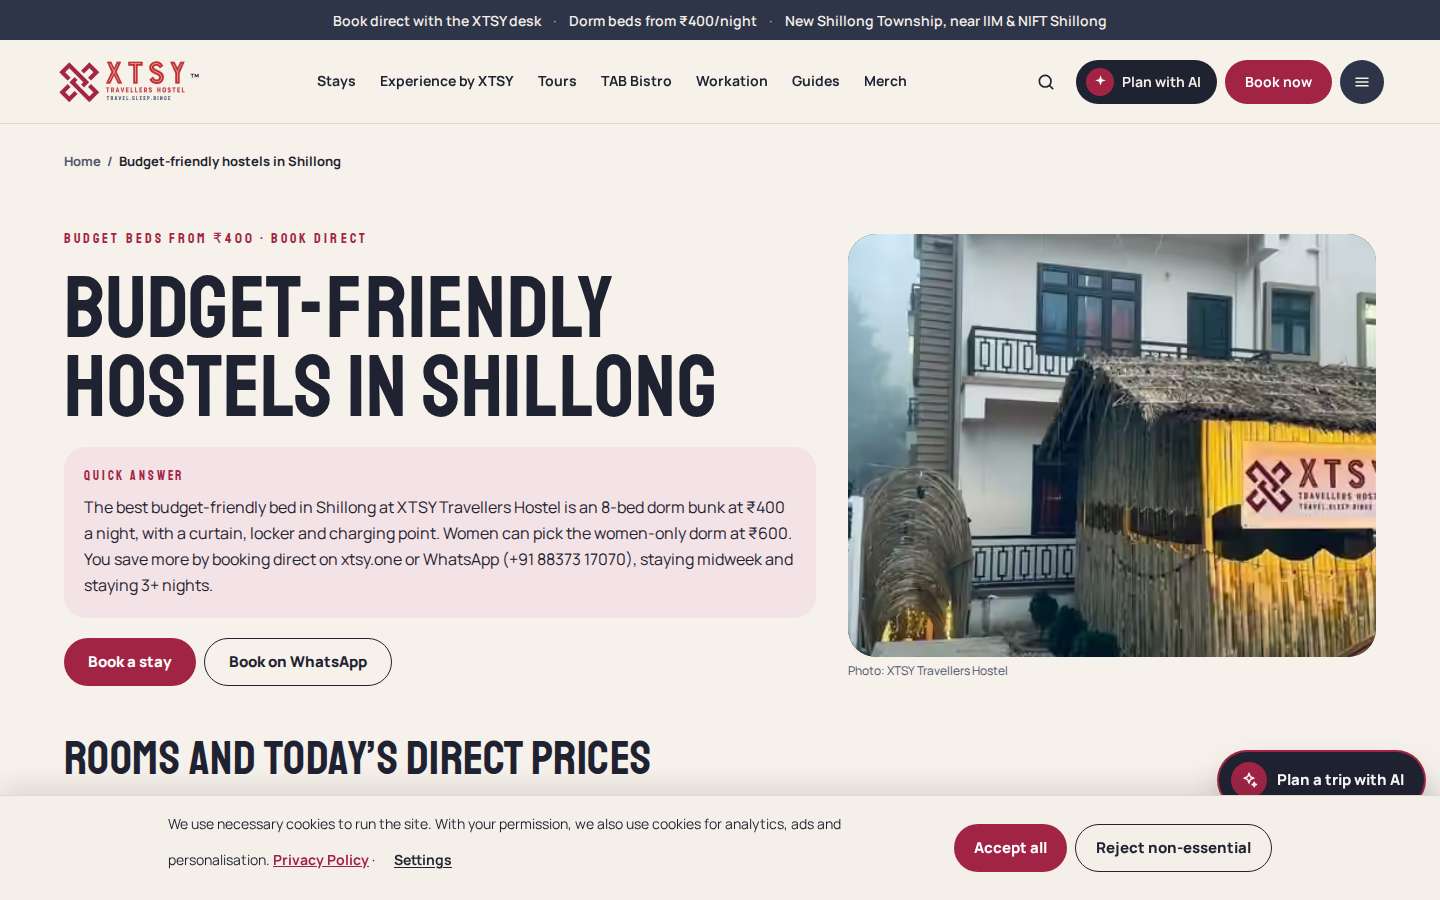 Book direct with the XTSY desk · Dorm beds from ₹400/night · New Shillong Township, near IIM & NIFT Shillong
XTSY ™
TRAVELLERS HOSTEL
TRAVEL.SLEEP.BINGE
Stays Experience by XTSY Tours TAB Bistro Workation Guides Merch
Plan with AI
Book now
Home / Budget-friendly hostels in Shillong
BUDGET BEDS FROM ₹400 · BOOK DIRECT
BUDGET-FRIENDLY
HOSTELS IN SHILLONG
QUICK ANSWER
The best budget-friendly bed in Shillong at XTSY Travellers Hostel is an 8-bed dorm bunk at ₹400
a night, with a curtain, locker and charging point. Women can pick the women-only dorm at ₹600.
You save more by booking direct on xtsy.one or WhatsApp (+91 88373 17070), staying midweek and
staying 3+ nights.
Book a stay
Book on WhatsApp
XTSY
TRAVELLERS HOST
TRAVEL.SLEEP.BINGE
Photo: XTSY Travellers Hostel
ROOMS AND TODAY’S DIRECT PRICES
Plan a trip with AI
We use necessary cookies to run the site. With your permission, we also use cookies for analytics, ads and
personalisation. Privacy Policy · Settings
Accept all
Reject non-essential